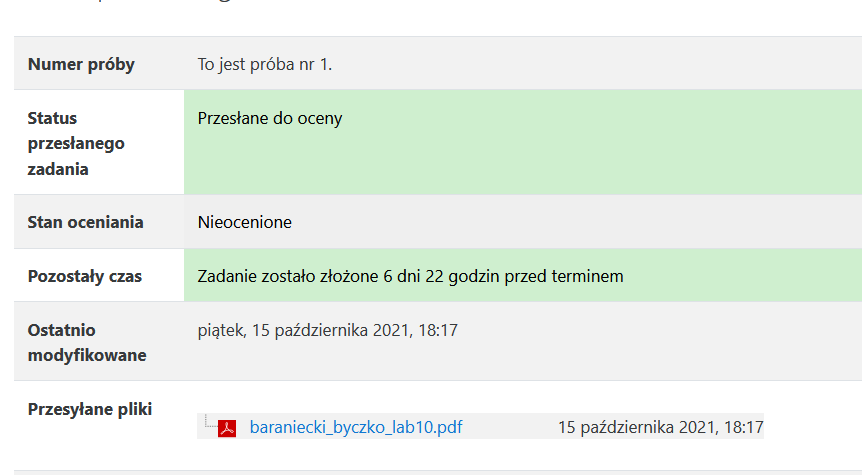 Numer próby To jest próba nr 1.
Status przesłanego zadania Przesłane do oceny
Stan oceniania Nieocenione
Pozostały czas Zadanie zostało złożone 6 dni 22 godzin przed terminem
Ostatnio modyfikowane piątek, 15 października 2021, 18:17
Przesyłane pliki baraniecki_byczko_lab10.pdf 15 października 2021, 18:17